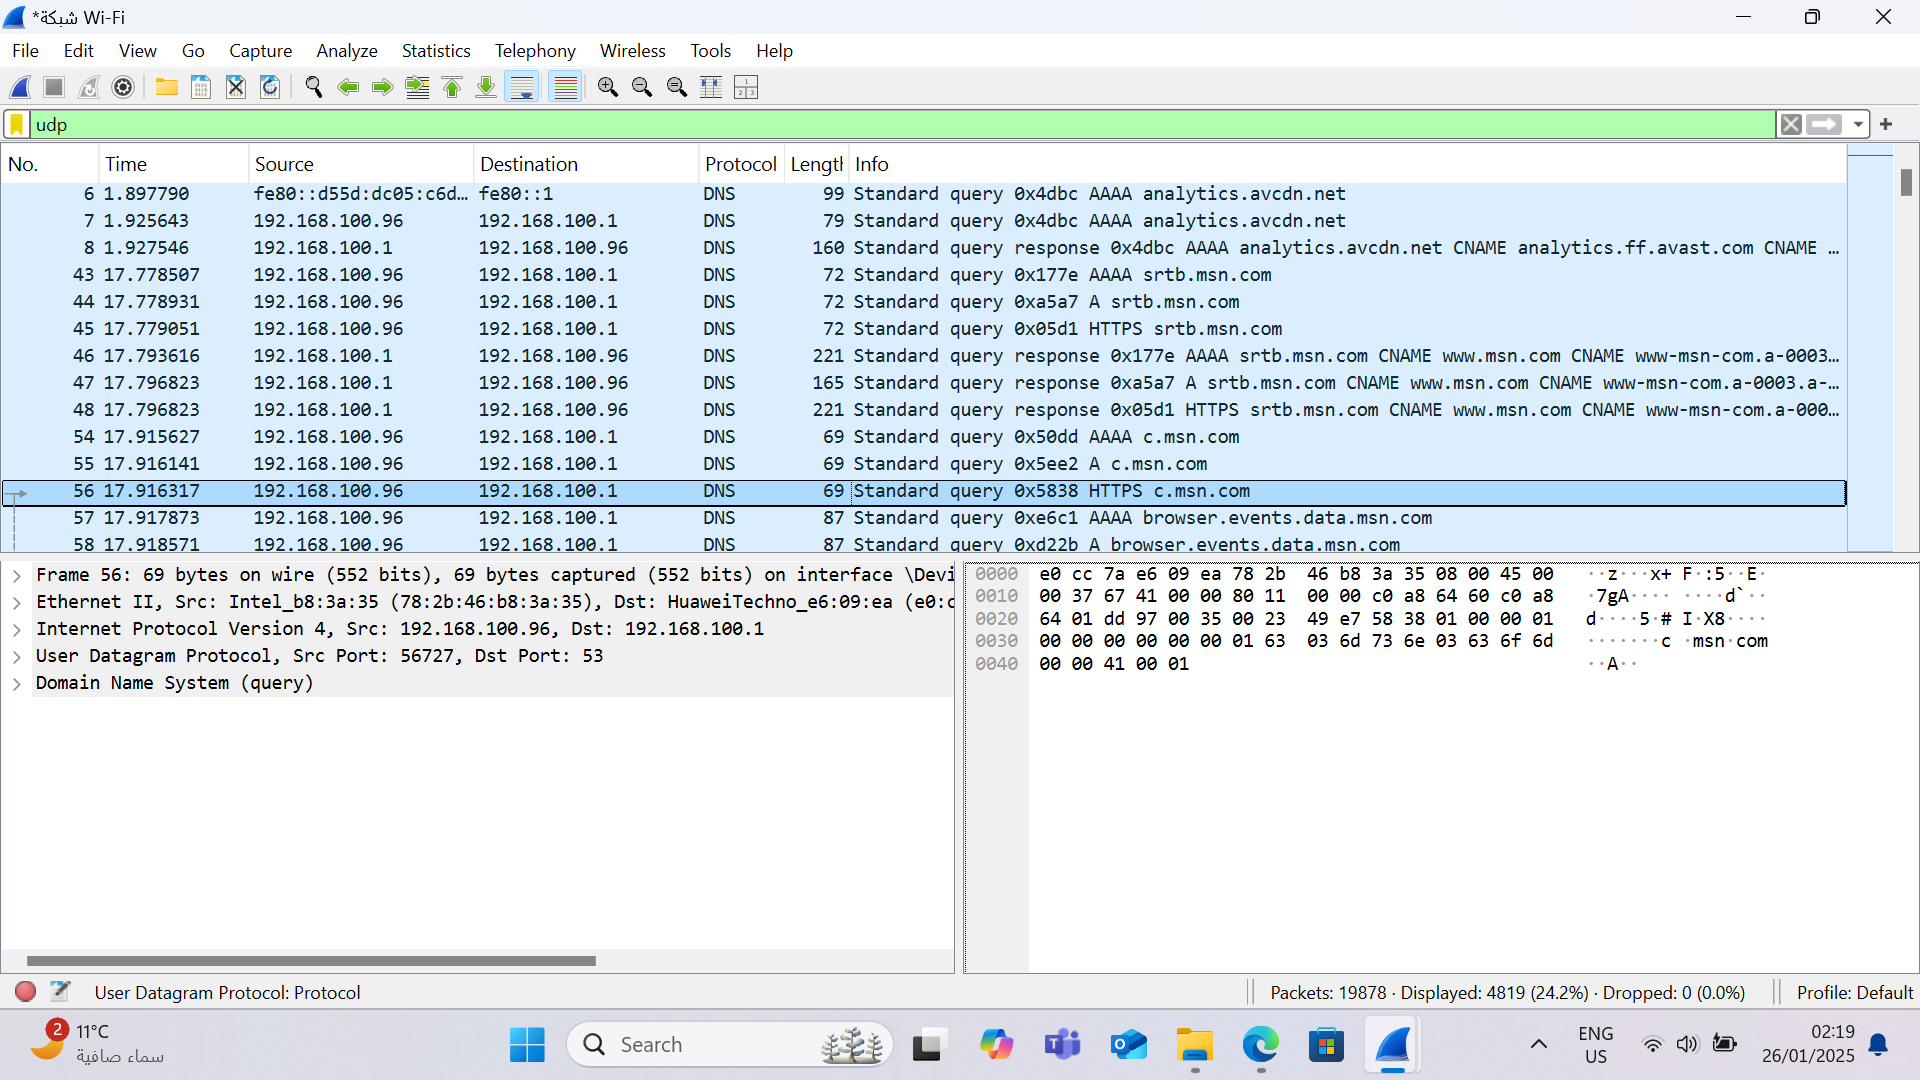 *شبكة Wi-Fi
File Edit View Go Capture Analyze Statistics Telephony Wireless Tools Help
udp
No. Time Source Destination Protocol Length Info
6 1.897790 fe80::d55d:dc05:c6d… fe80::1 DNS 99 Standard query 0x4dbc AAAA analytics.avcdn.net
7 1.925643 192.168.100.96 192.168.100.1 DNS 79 Standard query 0x4dbc AAAA analytics.avcdn.net
8 1.927546 192.168.100.1 192.168.100.96 DNS 160 Standard query response 0x4dbc AAAA analytics.avcdn.net CNAME analytics.ff.avast.com CNAME …
43 17.778507 192.168.100.96 192.168.100.1 DNS 72 Standard query 0x177e AAAA srtb.msn.com
44 17.778931 192.168.100.96 192.168.100.1 DNS 72 Standard query 0xa5a7 A srtb.msn.com
45 17.779051 192.168.100.96 192.168.100.1 DNS 72 Standard query 0x05d1 HTTPS srtb.msn.com
46 17.793616 192.168.100.1 192.168.100.96 DNS 221 Standard query response 0x177e AAAA srtb.msn.com CNAME www.msn.com CNAME www-msn-com.a-0003…
47 17.796823 192.168.100.1 192.168.100.96 DNS 165 Standard query response 0xa5a7 A srtb.msn.com CNAME www.msn.com CNAME www-msn-com.a-0003.a-…
48 17.796823 192.168.100.1 192.168.100.96 DNS 221 Standard query response 0x05d1 HTTPS srtb.msn.com CNAME www.msn.com CNAME www-msn-com.a-000…
54 17.915627 192.168.100.96 192.168.100.1 DNS 69 Standard query 0x50dd AAAA c.msn.com
55 17.916141 192.168.100.96 192.168.100.1 DNS 69 Standard query 0x5ee2 A c.msn.com
56 17.916317 192.168.100.96 192.168.100.1 DNS 69 Standard query 0x5838 HTTPS c.msn.com
57 17.917873 192.168.100.96 192.168.100.1 DNS 87 Standard query 0xe6c1 AAAA browser.events.data.msn.com
58 17.918571 192.168.100.96 192.168.100.1 DNS 87 Standard query 0xd22b A browser.events.data.msn.com
Frame 56: 69 bytes on wire (552 bits), 69 bytes captured (552 bits) on interface \Devi
Ethernet II, Src: Intel_b8:3a:35 (78:2b:46:b8:3a:35), Dst: HuaweiTechno_e6:09:ea (e0:c
Internet Protocol Version 4, Src: 192.168.100.96, Dst: 192.168.100.1
User Datagram Protocol, Src Port: 56727, Dst Port: 53
Domain Name System (query)
0000 e0 cc 7a e6 09 ea 78 2b 46 b8 3a 35 08 00 45 00 ··z···x+ F·:5··E·
0010 00 37 67 41 00 00 80 11 00 00 c0 a8 64 60 c0 a8 ·7gA···· ····d`··
0020 64 01 dd 97 00 35 00 23 49 e7 58 38 01 00 00 01 d····5·# I·X8····
0030 00 00 00 00 00 00 01 63 03 6d 73 6e 03 63 6f 6d ·······c ·msn·com
0040 00 00 41 00 01 ··A··
User Datagram Protocol: Protocol
Packets: 19878 · Displayed: 4819 (24.2%) · Dropped: 0 (0.0%)
Profile: Default
2
11°C
سماء صافية
Search
ENG
US
02:19
26/01/2025